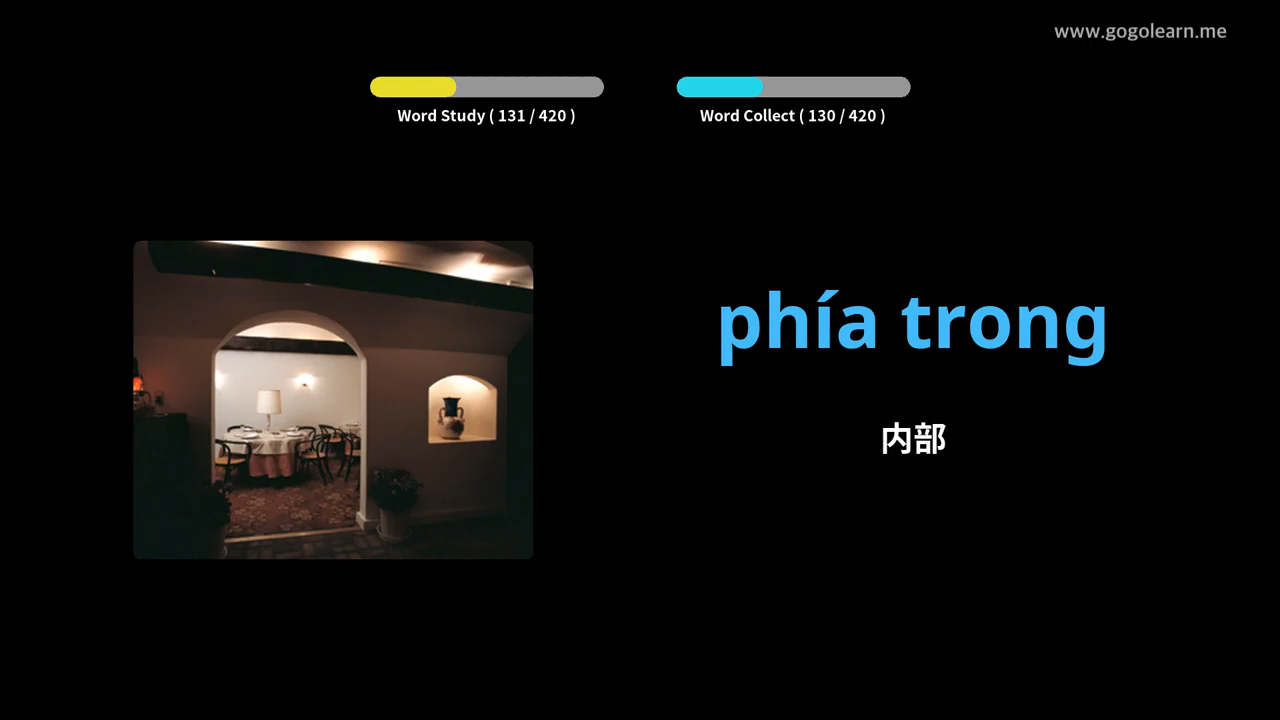 www.gogolearn.me
Word Study ( 131 / 420 )
Word Collect ( 130 / 420 )
phía trong
内部